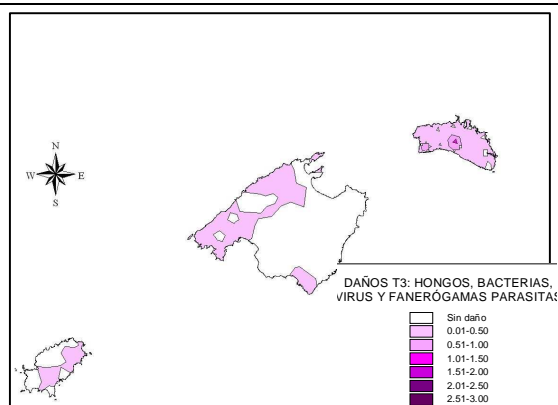 N
W E
S
DAÑOS T3: HONGOS, BACTERIAS,
VIRUS Y FANERÓGAMAS PARASITAS
Sin daño
0.01-0.50
0.51-1.00
1.01-1.50
1.51-2.00
2.01-2.50
2.51-3.00